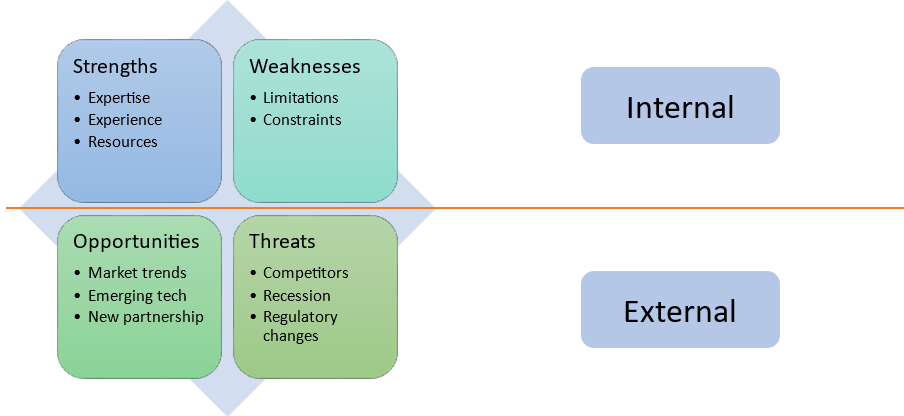 Strengths
• Expertise
• Experience
• Resources
Weaknesses
• Limitations
• Constraints
Internal
Opportunities
• Market trends
• Emerging tech
• New partnership
Threats
• Competitors
• Recession
• Regulatory
changes
External